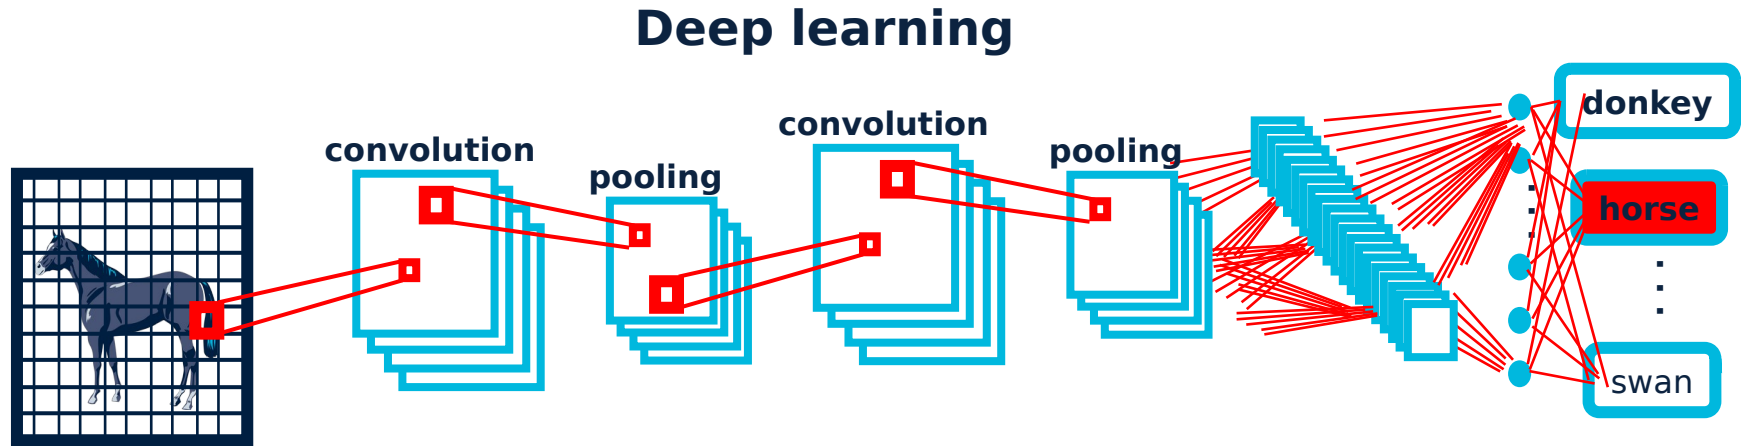 Deep learning
convolution
pooling
convolution
pooling
donkey
horse
swan